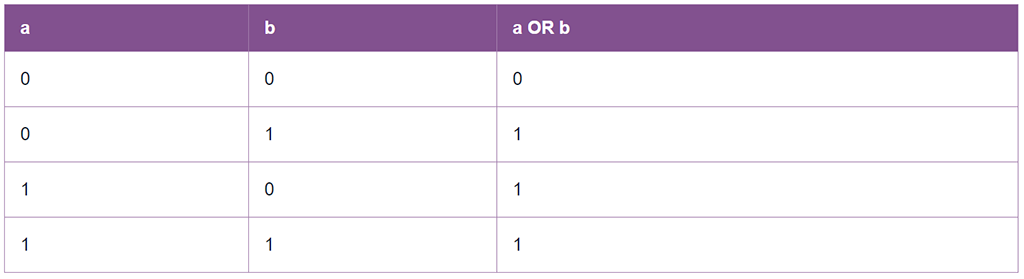 a b a OR b
0 0 0
0 1 1
1 0 1
1 1 1